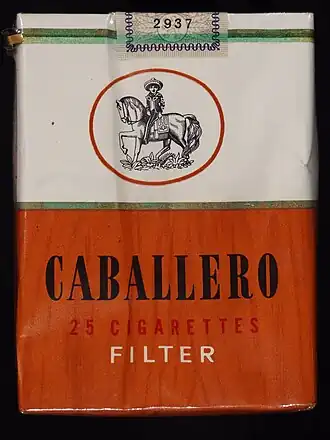 2937
CABALLERO
25 CIGARETTES
FILTER